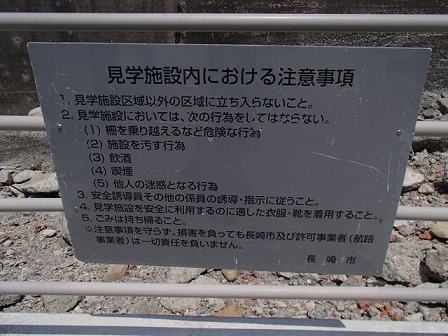 見学施設内における注意事項
1. 見学施設区域以外の区域に立ち入らないこと。
2. 見学施設においては、次の行為をしてはならない。
(1) 柵を乗り越えるなど危険な行為
(2) 施設を汚す行為
(3) 飲酒
(4) 喫煙
(5) 他人の迷惑となる行為
3. 安全誘導員その他の係員の誘導・指示に従うこと。
4. 見学施設を安全に利用するのに適した衣服・靴を着用すること。
5. ごみは持ち帰ること。
※注意事項を守らず、損害を負っても長崎市及び許可事業者（航路
事業者）は一切責任を負いません。
長崎市